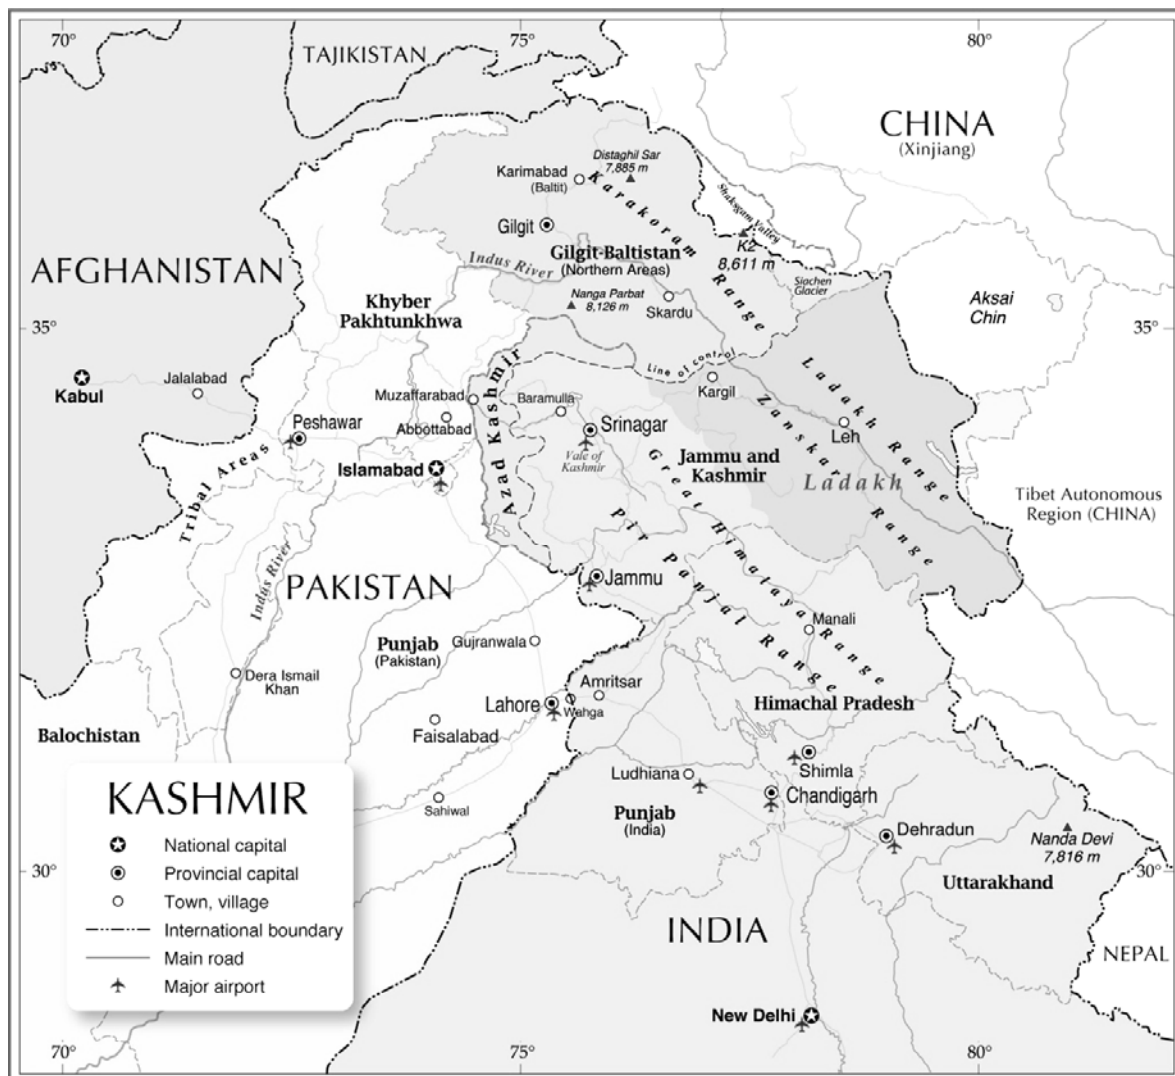 70°
75°
80°
TAJIKISTAN
CHINA
(Xinjiang)
Distaghil Sar
7,885 m
Karimabad
(Baltit)
Karakoram Range
Shaksgam Valley
Gilgit
K2
8,611 m
AFGHANISTAN
Indus River
Gilgit-Baltistan
(Northern Areas)
Siachen
Glacier
Aksai
Chin
Khyber
Pakhtunkhwa
Nanga Parbat
8,126 m
Skardu
35°
35°
Line of control
Kabul
Jalalabad
Muzaffarabad
Abbottabad
Azad Kashmir
Baramulla
Kargil
Ladakh Range
Zanskar Range
Leh
Peshawar
Srinagar
Vale of
Kashmir
Tribal Areas
Islamabad
Jammu and
Kashmir
Ladakh
Great Himalaya Range
Tibet Autonomous
Region (CHINA)
Pir Panjal Range
Indus River
PAKISTAN
Jammu
Manali
Punjab
(Pakistan)
Gujranwala
Dera Ismail
Khan
Amritsar
Lahore
Wahga
Himachal Pradesh
Balochistan
Faisalabad
Shimla
Ludhiana
Chandigarh
Sahiwal
Punjab
(India)
Dehradun
Nanda Devi
7,816 m
30°
30°
Uttarakhand
INDIA
NEPAL
New Delhi
KASHMIR
National capital
Provincial capital
Town, village
International boundary
Main road
Major airport
70°
75°
80°